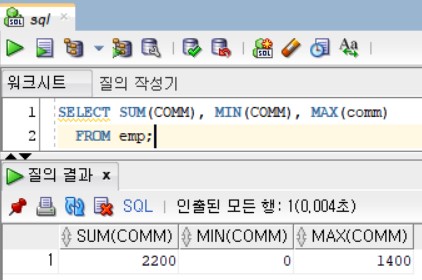 sql
워크시트 질의 작성기
1 SELECT SUM(COMM), MIN(COMM), MAX(comm)
2 FROM emp;
질의 결과 x
SQL | 인출된 모든 행: 1(0,004초)
SUM(COMM) MIN(COMM) MAX(COMM)
1 2200 0 1400